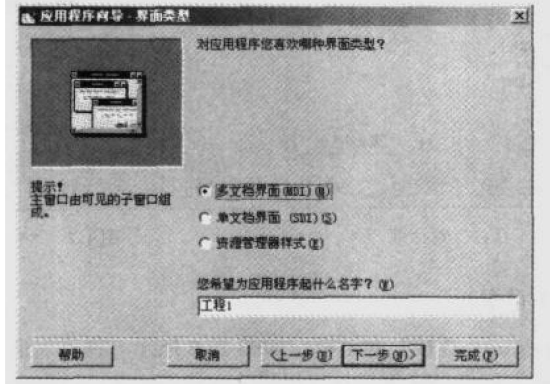 应用程序向导 - 界面类型
对应用程序您喜欢哪种界面类型?
提示!
主窗口由可见的子窗口组
成。
多文档界面(MDI)(M)
单文档界面 (SDI)(S)
资源管理器样式(E)
您希望为应用程序起什么名字?(W)
工程1
帮助
取消
<上一步(B)
下一步(N)>
完成(F)